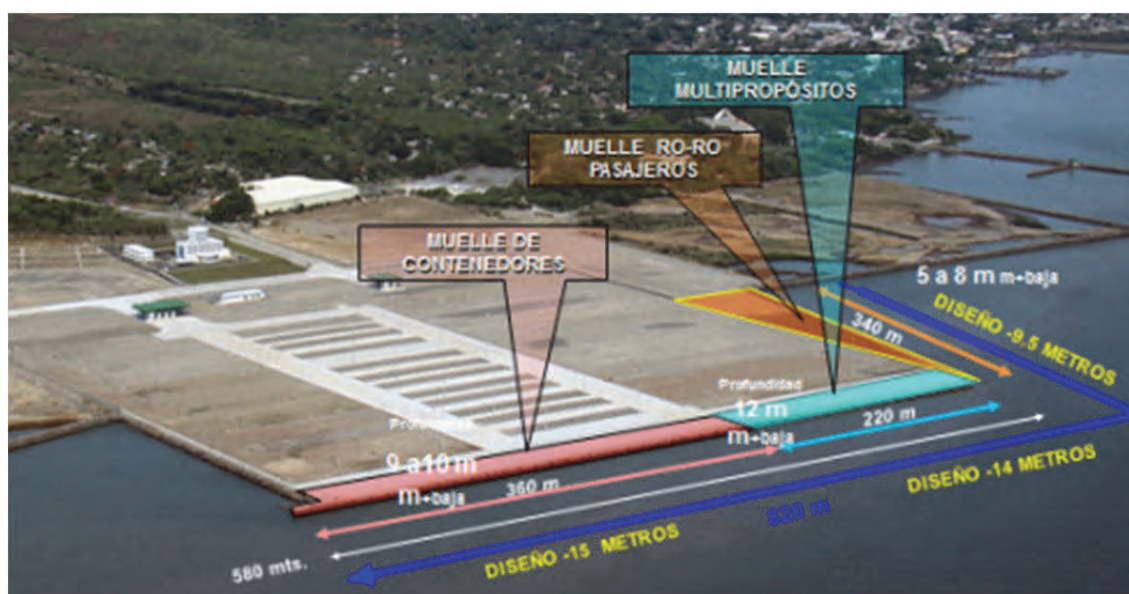 MUELLE
MULTIPROPÓSITOS
MUELLE RO-RO
PASAJEROS
MUELLE DE
CONTENEDORES
5 a 8 m m+baja
DISEÑO -9.5 METROS
340 m
Profundidad
12 m
m+baja
220 m
9 a10 m
m+baja
360 m
DISEÑO -14 METROS
DISEÑO -15 METROS
580 mts.